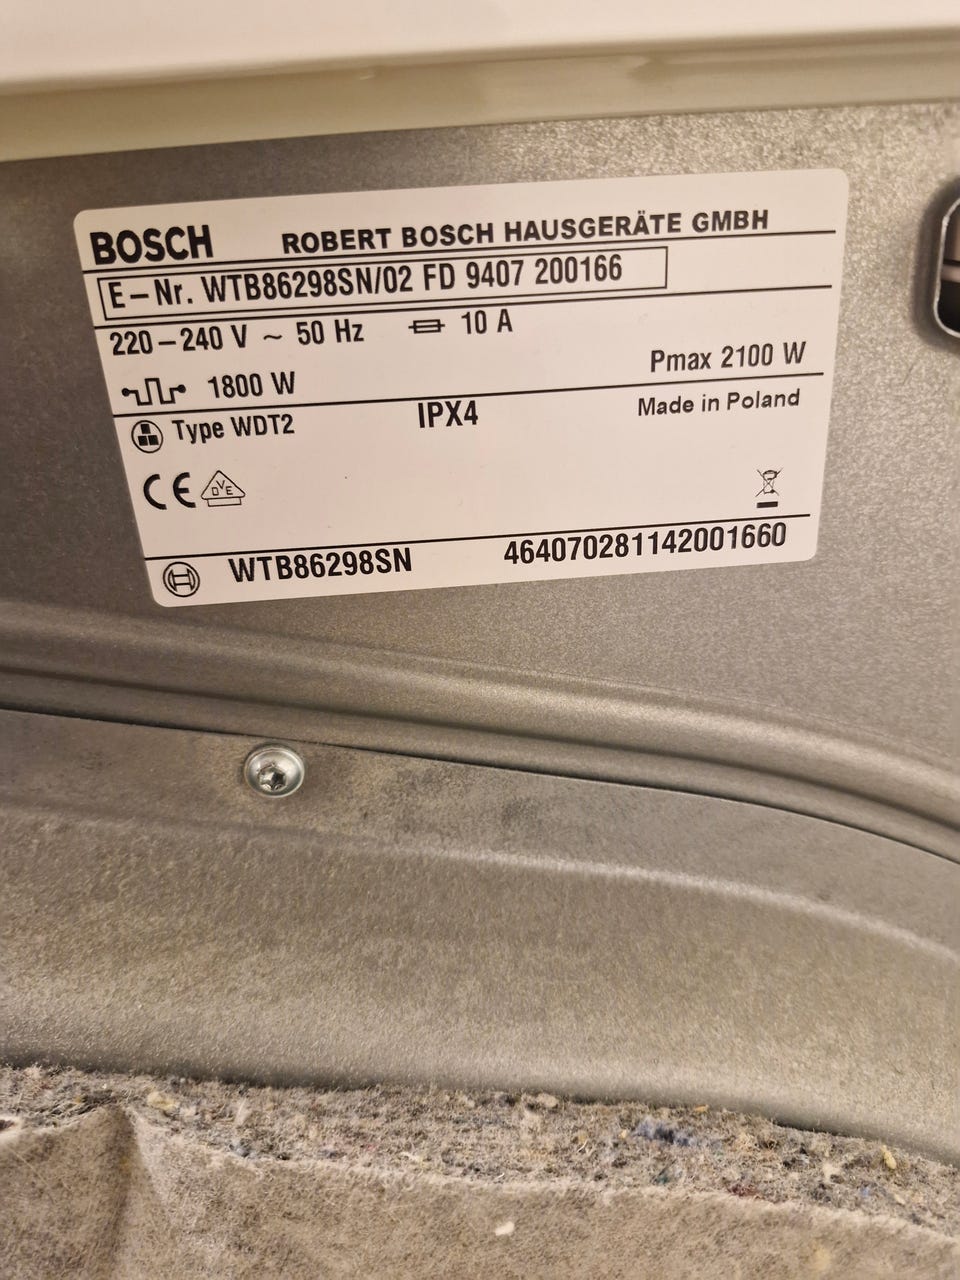 BOSCH ROBERT BOSCH HAUSGERÄTE GMBH
E-Nr. WTB86298SN/02 FD 9407 200166
220-240 V ~ 50 Hz 10 A
1800 W Pmax 2100 W
Type WDT2 IPX4 Made in Poland
CE DVE
WTB86298SN 464070281142001660